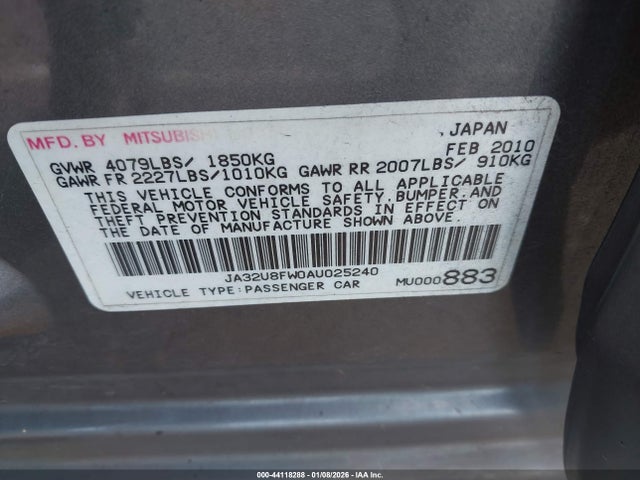 MFD. BY MITSUBISHI
, JAPAN
FEB 2010
GVWR 4079LBS/ 1850KG
GAWR FR 2227LBS/1010KG GAWR RR 2007LBS/ 910KG
THIS VEHICLE CONFORMS TO ALL APPLICABLE
FEDERAL MOTOR VEHICLE SAFETY,BUMPER,AND
THEFT PREVENTION STANDARDS IN EFFECT ON
THE DATE OF MANUFACTURE SHOWN ABOVE.
JA32U8FW0AU025240
VEHICLE TYPE:PASSENGER CAR MU000883
000-44118288 - 01/08/2026 - IAA Inc.